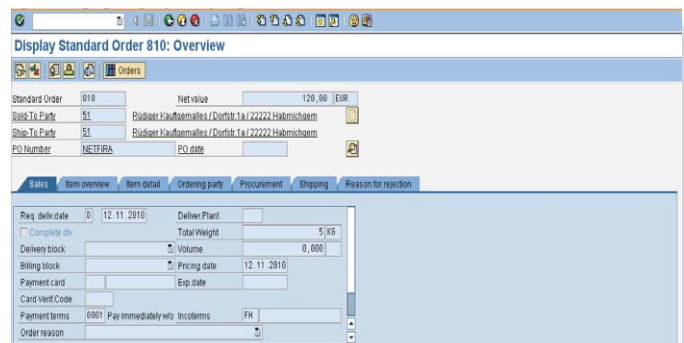 Display Standard Order 810: Overview
Orders
Standard Order 810 Net value 120,00 EUR
Sold-To Party 51 Rüdiger Kauftgernalles / Dorfstr.1a / 22222 Habmichgern
Ship-To Party 51 Rüdiger Kauftgernalles / Dorfstr.1a / 22222 Habmichgern
PO Number NETFIRA PO date
Sales Item overview Item detail Ordering party Procurement Shipping Reason for rejection
Req. deliv.date D 12.11.2010 Deliver.Plant
Complete dlv. Total Weight 5 KG
Delivery block Volume 0,000
Billing block Pricing date 12.11.2010
Payment card Exp.date
Card Verif.Code
Payment terms 0001 Pay immediately w/o Incoterms FH
Order reason